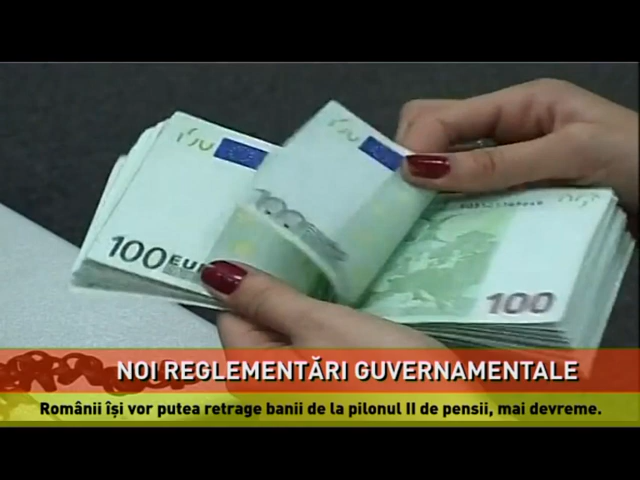 100 EUR
100
100
NOI REGLEMENTĂRI GUVERNAMENTALE
Românii își vor putea retrage banii de la pilonul II de pensii, mai devreme.